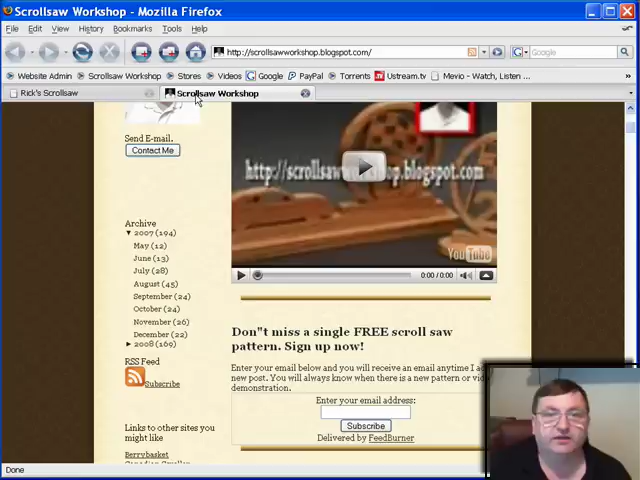 Scrollsaw Workshop - Mozilla Firefox
File Edit View History Bookmarks Tools Help
http://scrollsawworkshop.blogspot.com/
Google
Website Admin Scrollsaw Workshop Stores Videos Google PayPal Torrents Ustream.tv Mevio - Watch, Listen ...
Rick's Scrollsaw
Scrollsaw Workshop
Send E-mail.
Contact Me
http://scrollsawworkshop.blogspot.com
YouTube
0:00 / 0:00
Archive
▼ 2007 (194)
May (12)
June (13)
July (28)
August (45)
September (24)
October (24)
November (26)
December (22)
► 2008 (169)
RSS Feed
Subscribe
Links to other sites you
might like
Berrybasket
Don"t miss a single FREE scroll saw
pattern. Sign up now!
Enter your email below and you will receive an email anytime I a
new post. You will always know when there is a new pattern or vid
demonstration.
Enter your email address:
Subscribe
Delivered by FeedBurner
Done